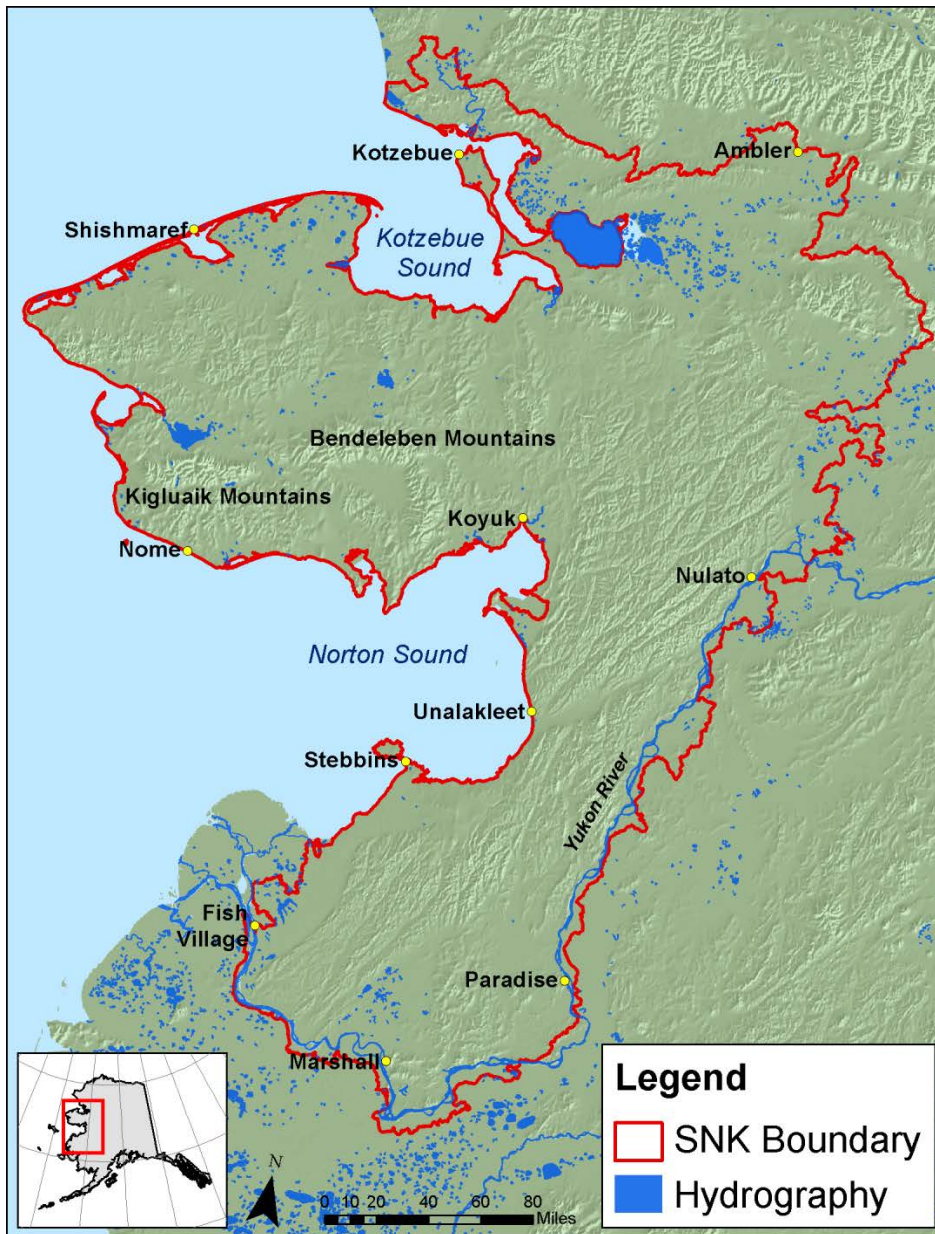 Kotzebue
Ambler
Shishmaref
Kotzebue
Sound
Bendeleben Mountains
Kigluaik Mountains
Koyuk
Nome
Nulato
Norton Sound
Unalakleet
Stebbins
Yukon River
Fish
Village
Paradise
Marshall
Legend
SNK Boundary
Hydrography
N
0 10 20 40 60 80
Miles